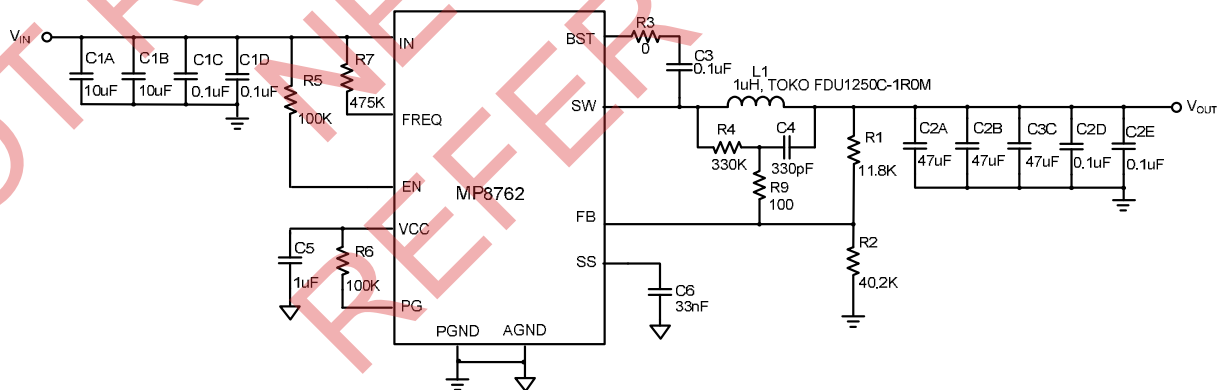 VIN
C1A
10uF
C1B
10uF
C1C
0.1uF
C1D
0.1uF
R5
100K
R7
475K
IN
FREQ
EN
VCC
PG
PGND
AGND
MP8762
BST
SW
FB
SS
C5
1uF
R6
100K
R3
0
C3
0.1uF
L1
1uH, TOKO FDU1250C-1R0M
R4
330K
C4
330pF
R9
100
R1
11.8K
R2
40.2K
C6
33nF
C2A
47uF
C2B
47uF
C3C
47uF
C2D
0.1uF
C2E
0.1uF
VOUT
REFER